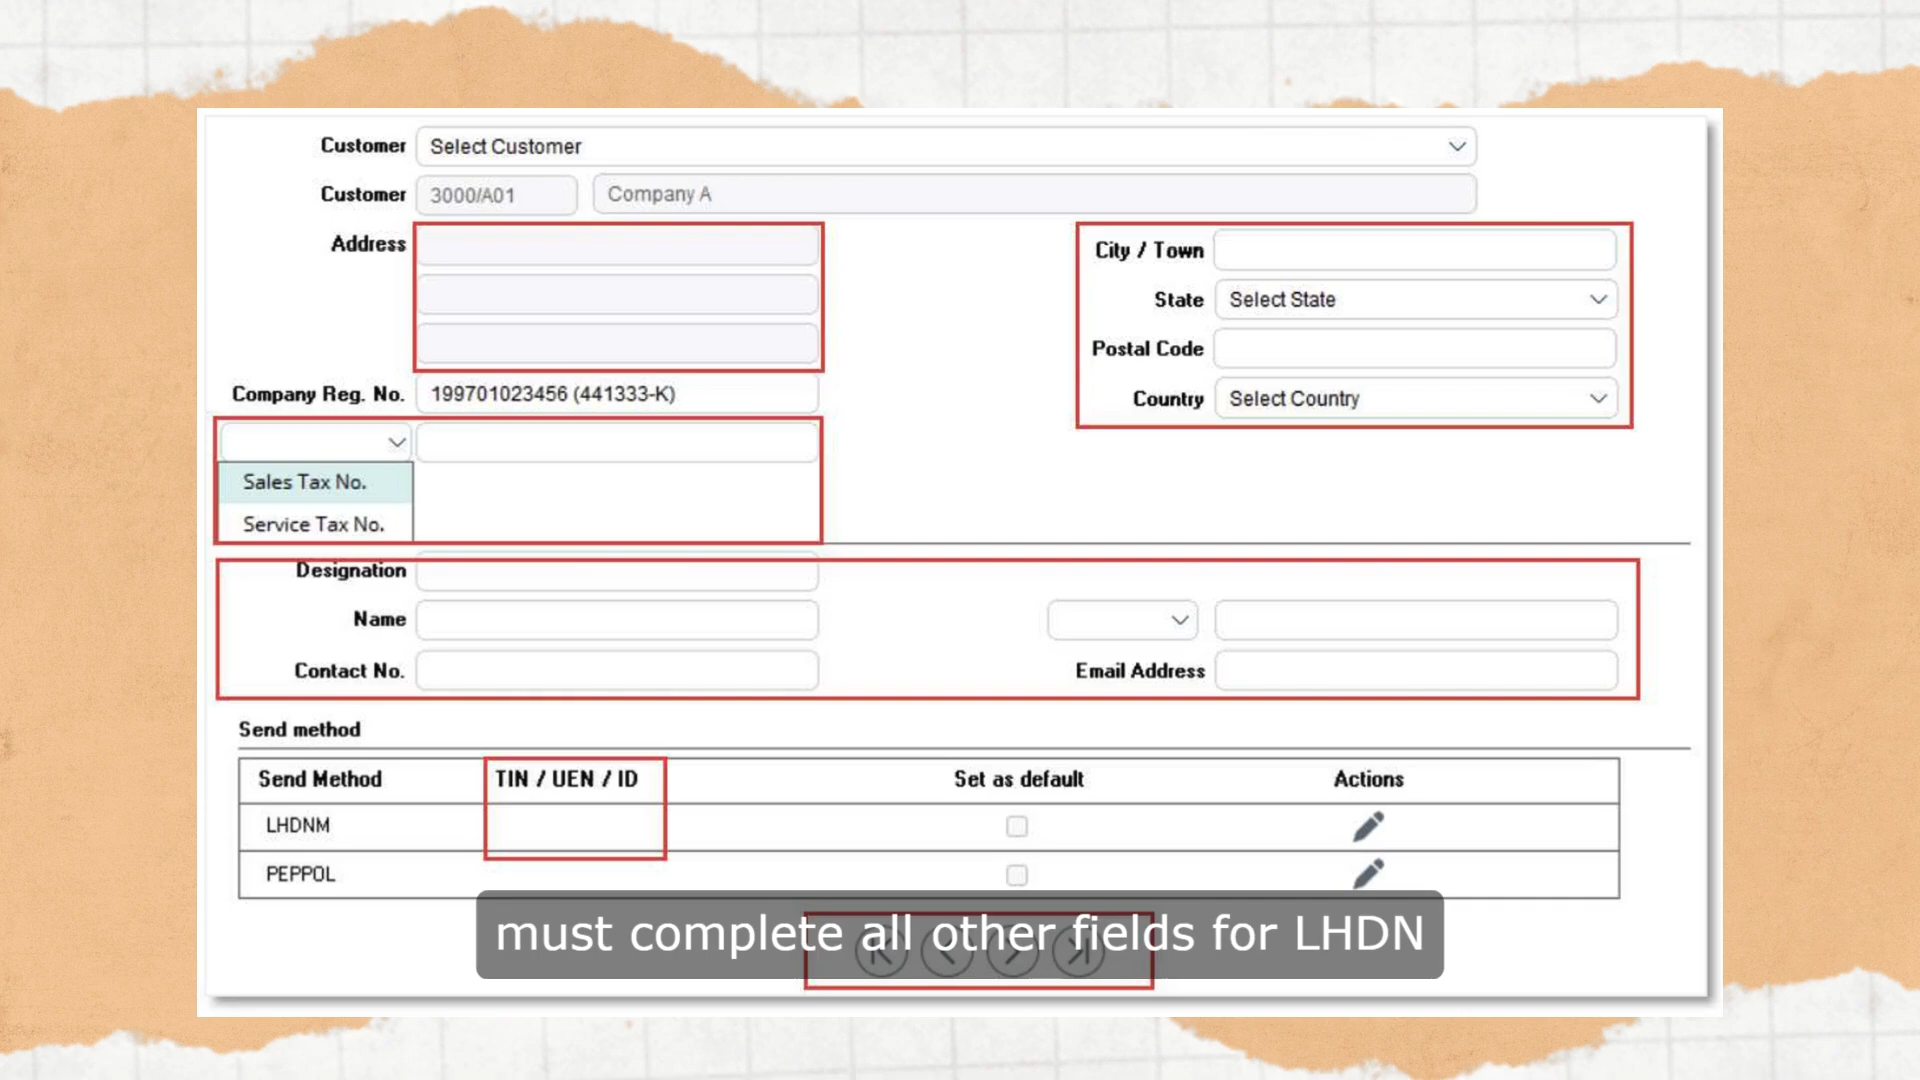 Customer Select Customer
Customer 3000/A01 Company A
Address
City / Town
State Select State
Postal Code
Country Select Country
Company Reg. No. 199701023456 (441333-K)
Sales Tax No.
Service Tax No.
Designation
Name
Contact No. Email Address
Send method
Send Method TIN / UEN / ID Set as default Actions
LHDNM
PEPPOL
must complete all other fields for LHDN